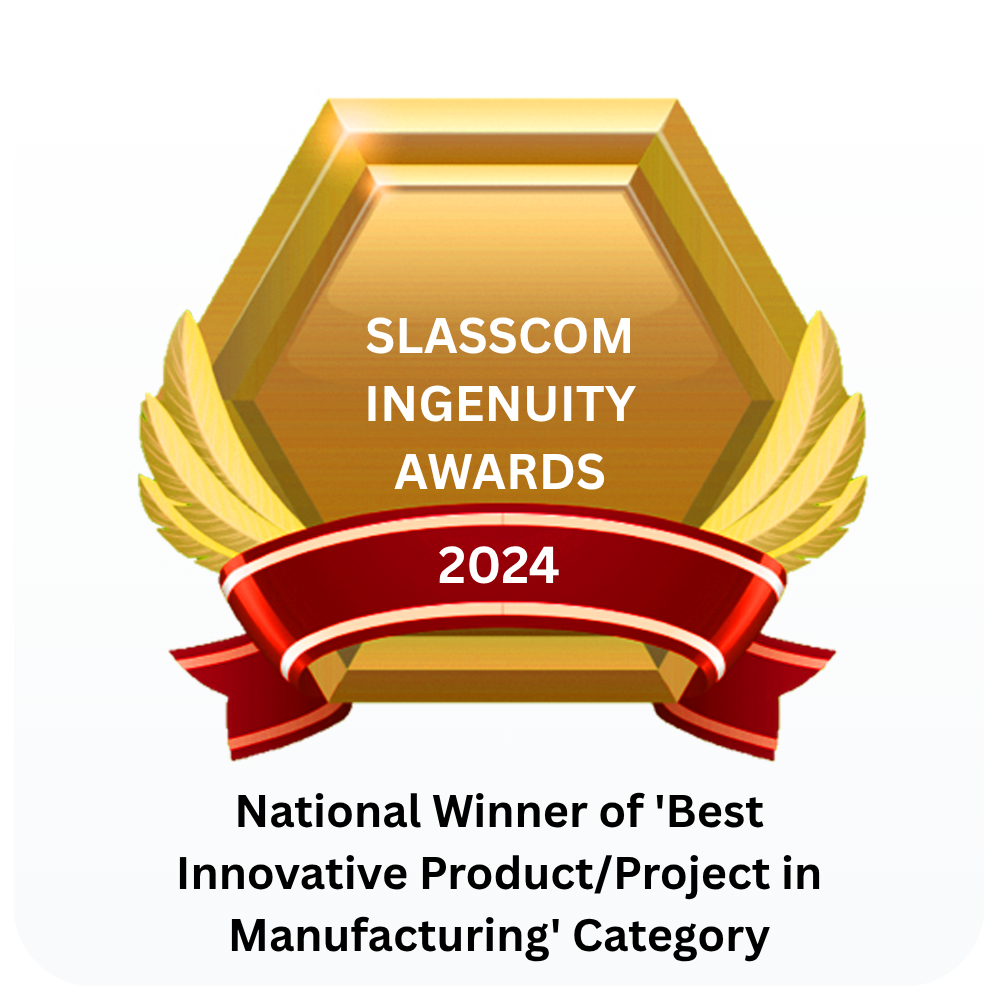 SLASSCOM
INGENUITY
AWARDS
2024
National Winner of 'Best
Innovative Product/Project in
Manufacturing' Category